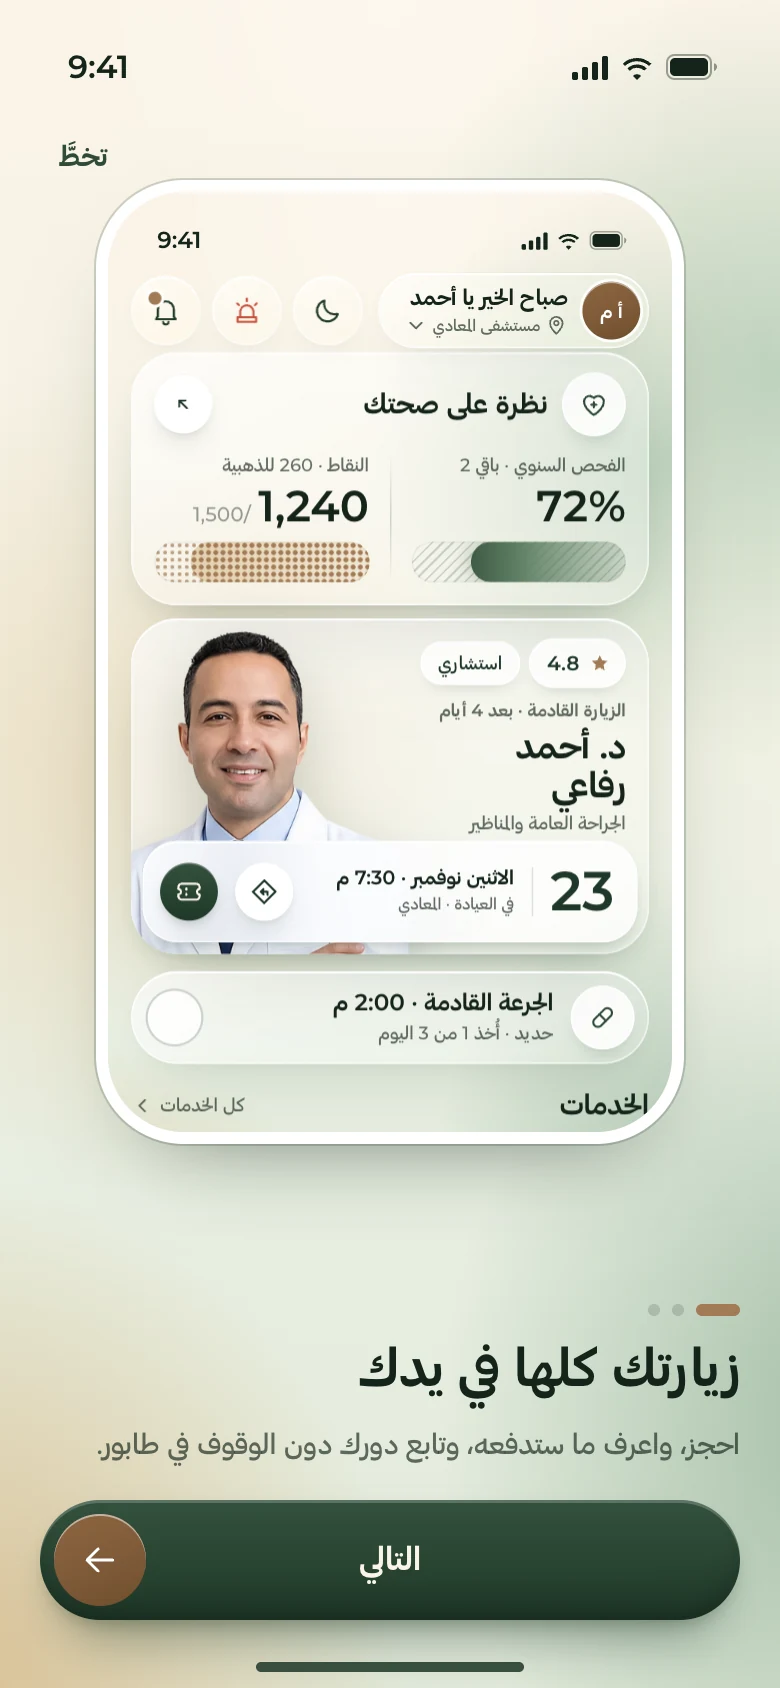 9:41
تخطَّ
9:41
أ م
صباح الخير يا أحمد
مستشفى المعادي
نظرة على صحتك
الفحص السنوي · باقي 2
72%
النقاط · 260 للذهبية
1,240 /1,500
4.8
استشاري
الزيارة القادمة · بعد 4 أيام
د. أحمد
رفاعي
الجراحة العامة والمناظير
23
الاثنين نوفمبر · 7:30 م
في العيادة · المعادي
الجرعة القادمة · 2:00 م
حديد · أُخذ 1 من 3 اليوم
الخدمات
كل الخدمات
زيارتك كلها في يدك
احجز، واعرف ما ستدفعه، وتابع دورك دون الوقوف في طابور.
التالي